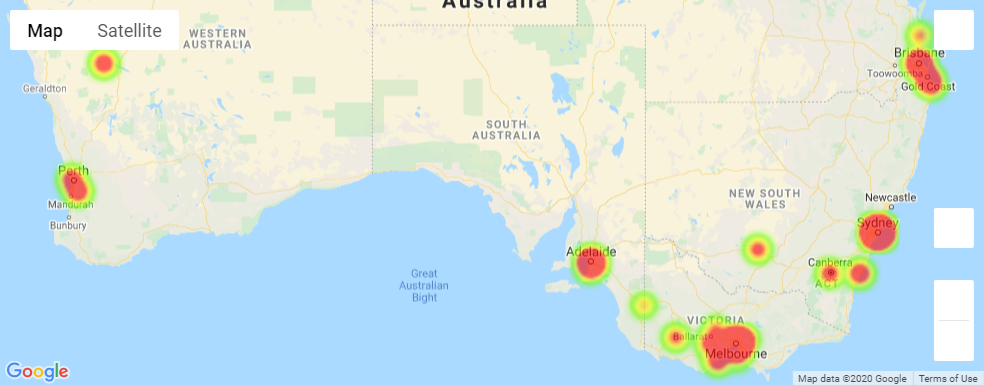 Australia
Map Satellite
WESTERN
AUSTRALIA
Brisbane
Toowoomba
Gold Coast
Geraldton
SOUTH
AUSTRALIA
Perth
Mandurah
Bunbury
NEW SOUTH
WALES
Newcastle
Sydney
Adelaide
Canberra
ACT
Great
Australian
Bight
VICTORIA
Ballarat
Melbourne
Google
Map data ©2020 Google Terms of Use